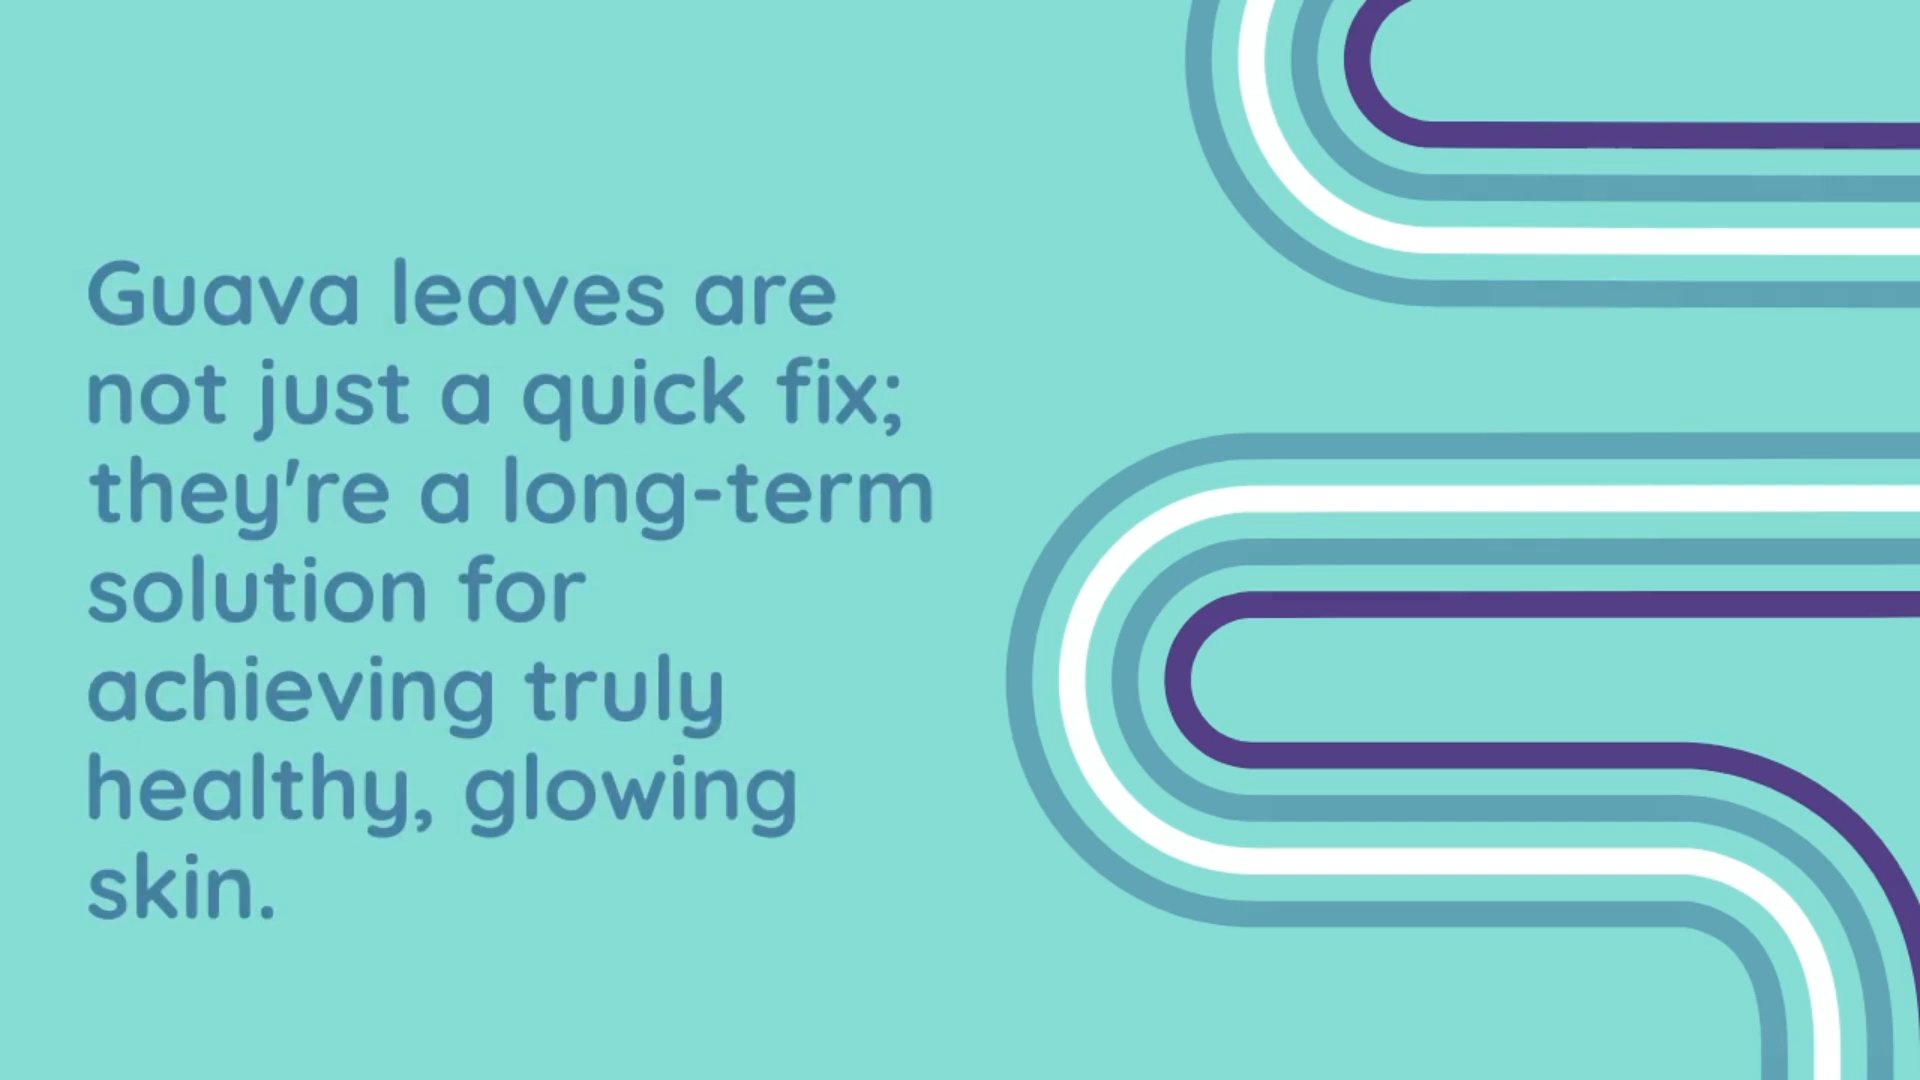 Guava leaves are
not just a quick fix;
they're a long-term
solution for
achieving truly
healthy, glowing
skin.